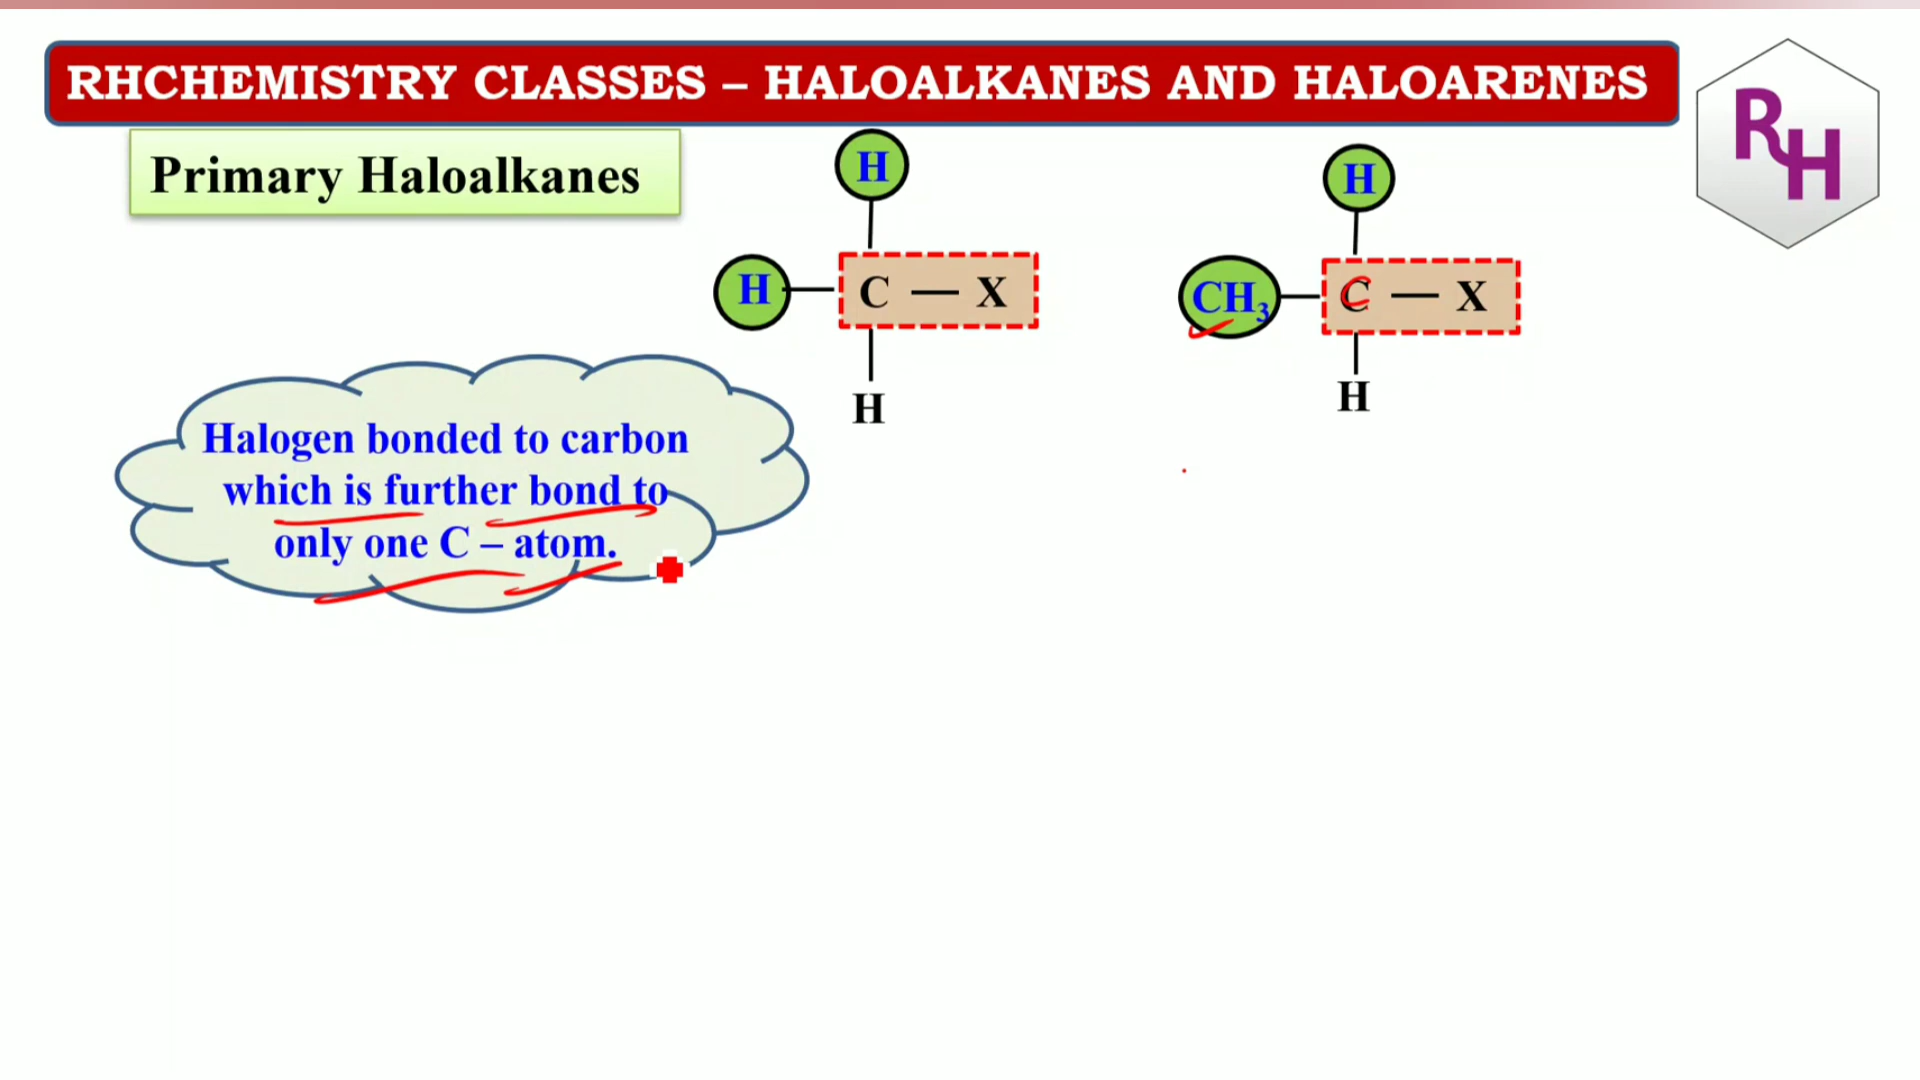 RHCHEMISTRY CLASSES – HALOALKANES AND HALOARENES
RH
Primary Haloalkanes
H
H
C — X
H
H
CH₃
C — X
H
Halogen bonded to carbon
which is further bond to
only one C – atom.